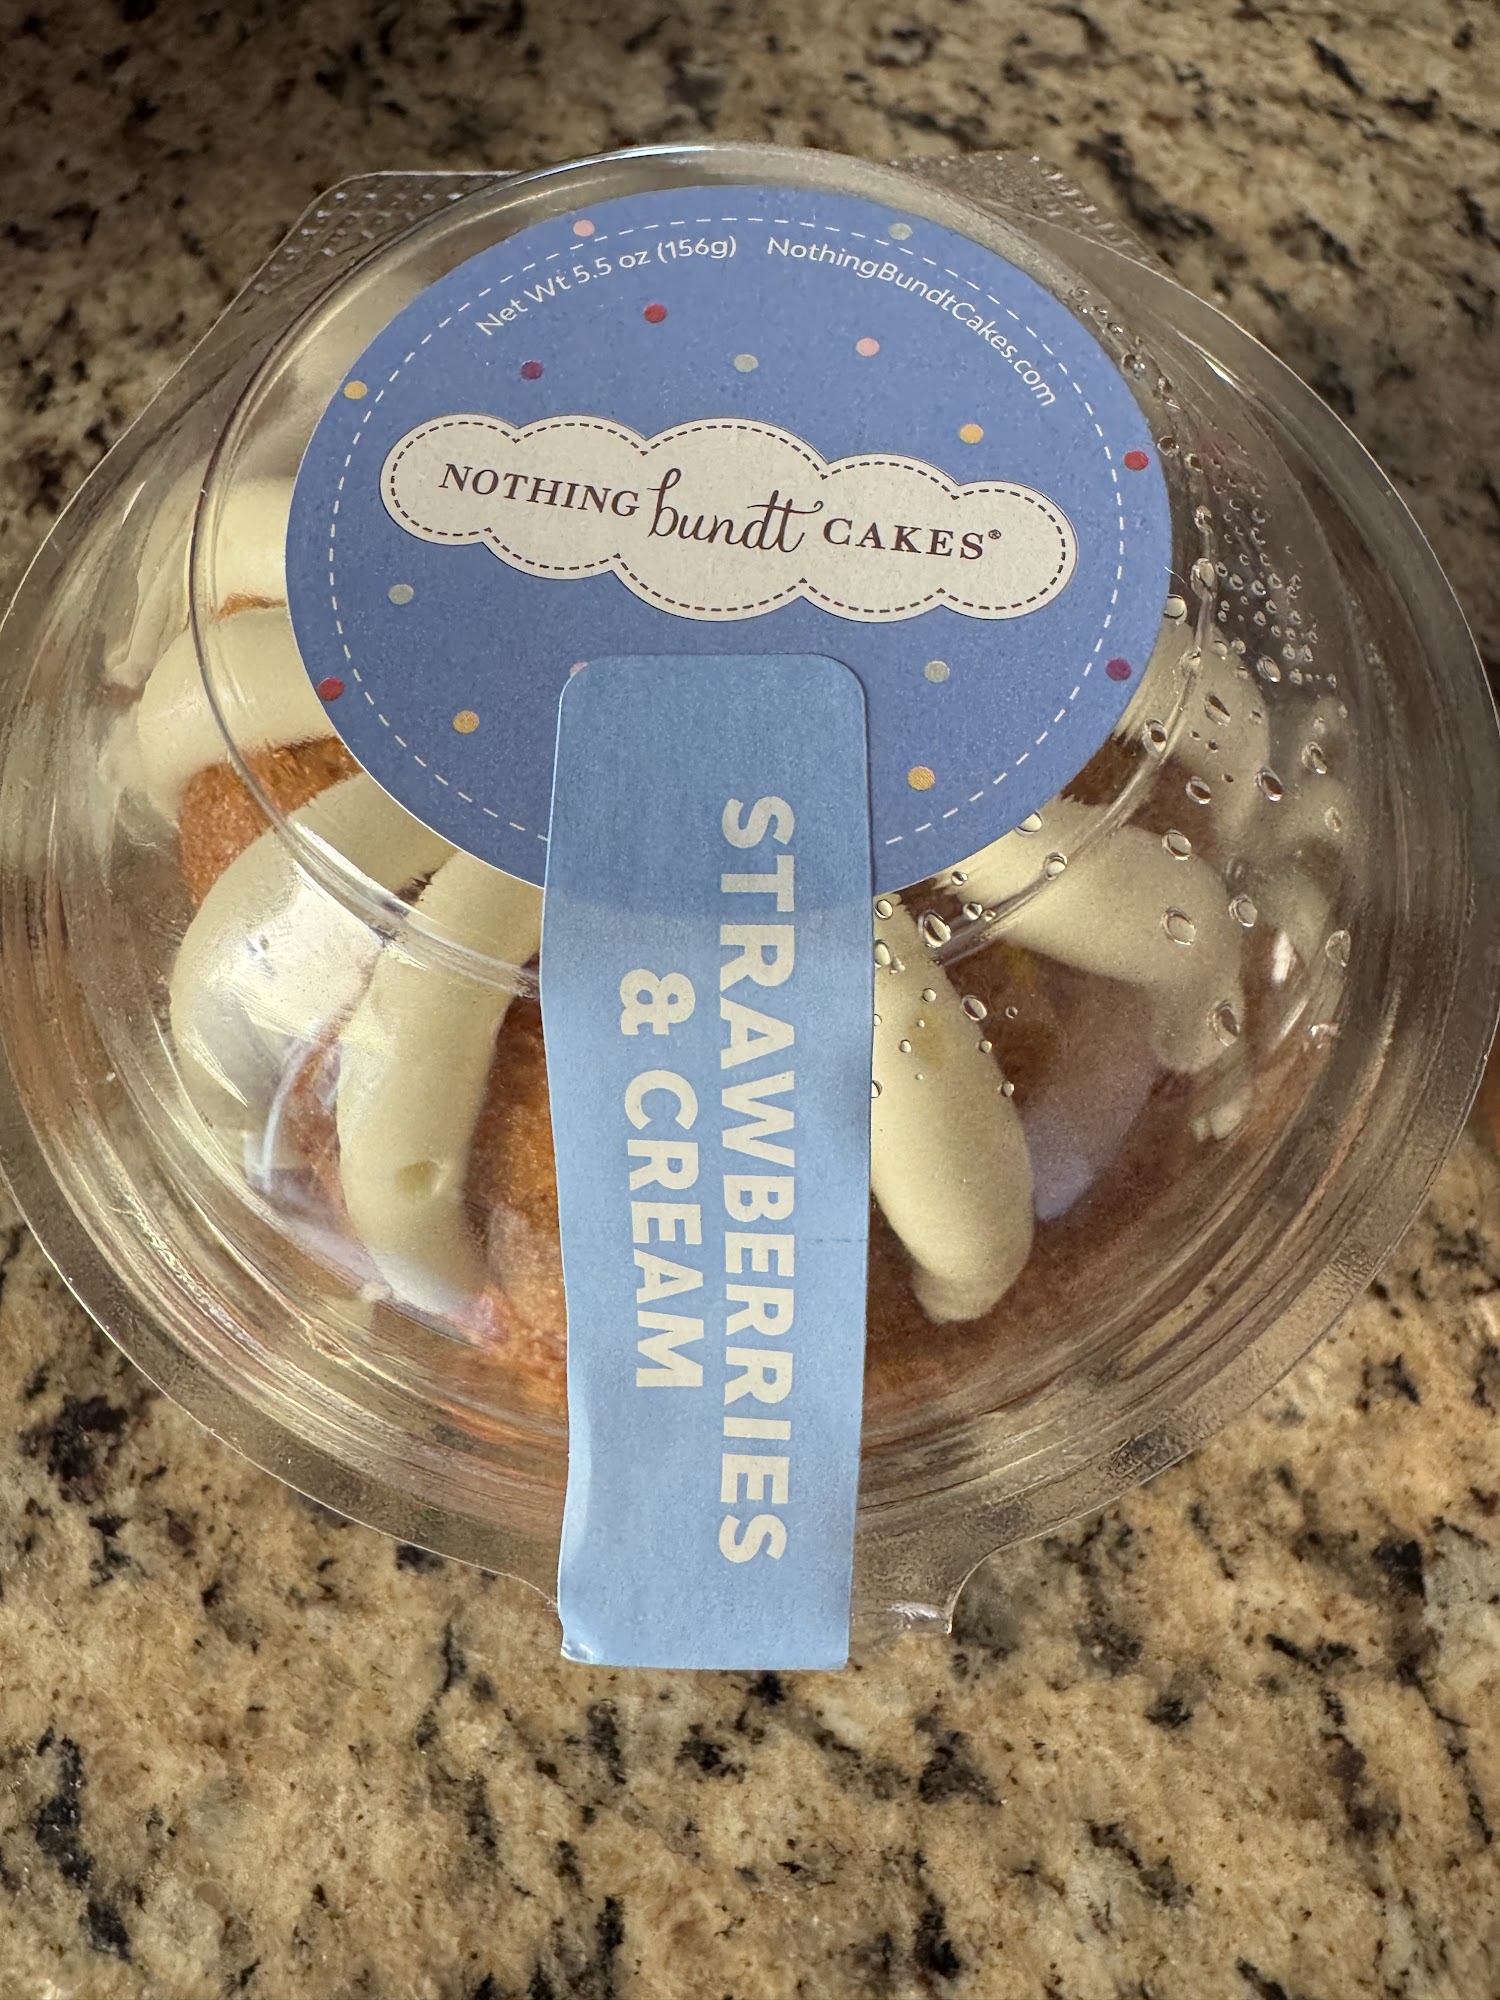 Net Wt 5.5 oz (156g) NothingBundtCakes.com
NOTHING bundt CAKES®
STRAWBERRIES
& CREAM